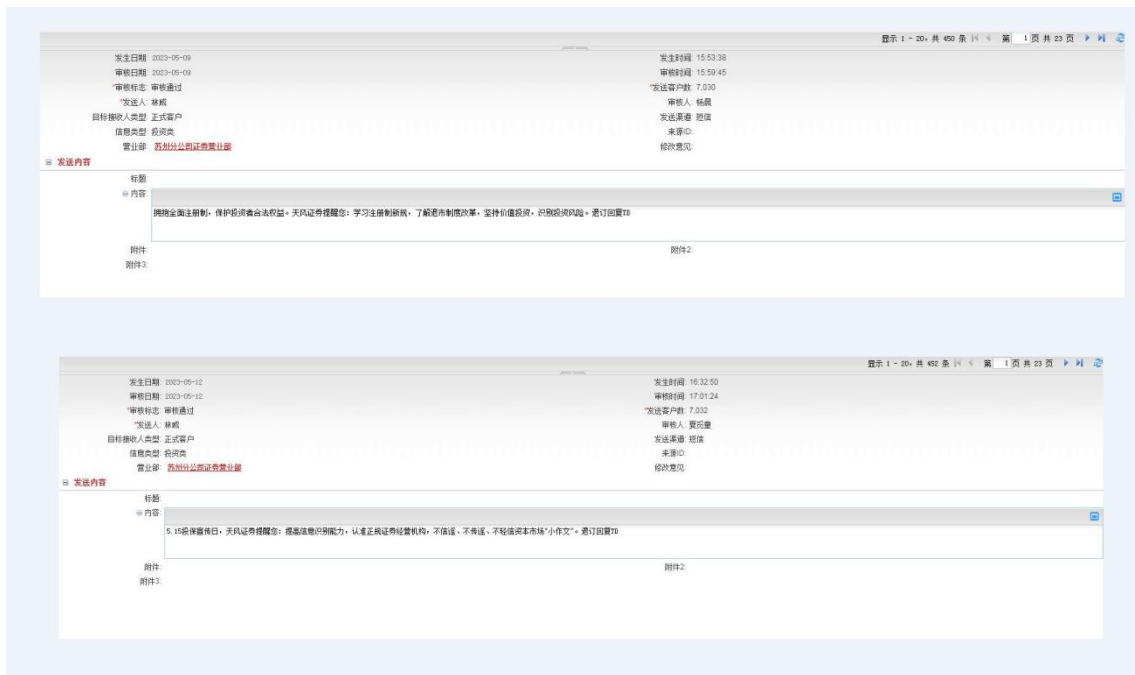 显示 1 - 20，共 450 条 第 1 页 共 23 页
发生日期: 2023-05-09 发生时间: 15:53:38
审核日期: 2023-05-09 审核时间: 15:59:45
*审核标志: 审核通过 *发送客户数: 7,030
*发送人: 林威 审核人: 杨晨
目标接收人类型: 正式客户 发送渠道: 短信
信息类型: 投资类 来源ID:
营业部: 苏州分公司证券营业部 修改意见:
发送内容
标题:
内容:
拥抱全面注册制，保护投资者合法权益。天风证券提醒您：学习注册制新规，了解退市制度改革，坚持价值投资，识别投资风险。退订回复TD
附件: 附件2:
附件3:
显示 1 - 20，共 452 条 第 1 页 共 23 页
发生日期: 2023-05-12 发生时间: 16:32:50
审核日期: 2023-05-12 审核时间: 17:01:24
*审核标志: 审核通过 *发送客户数: 7,032
*发送人: 林威 审核人: 夏
目标接收人类型: 正式客户 发送渠道: 短信
信息类型: 投资类 来源ID:
营业部: 苏州分公司证券营业部 修改意见:
发送内容
标题:
内容:
5.15投保宣传日，天风证券提醒您：提高信息识别能力，认准正规证券经营机构，不信谣、不传谣、不轻信资本市场"小作文"。退订回复TD
附件: 附件2:
附件3: